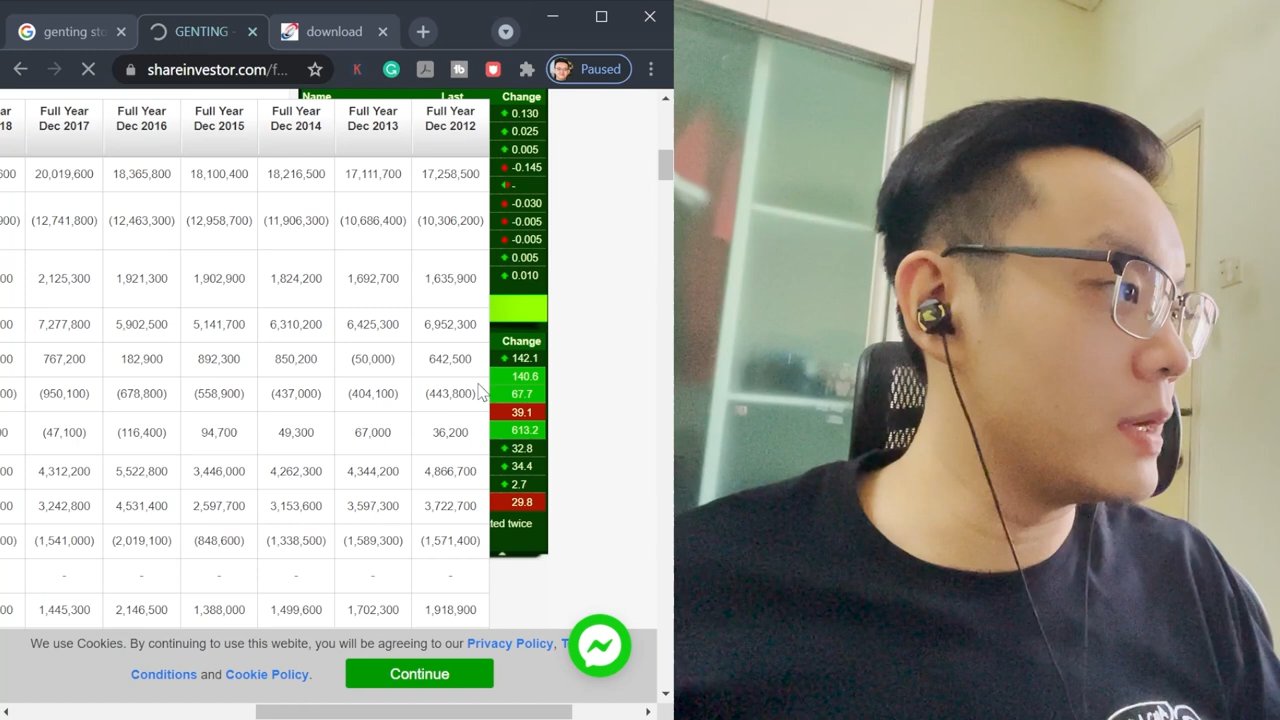 genting sto
GENTING -
download
shareinvestor.com/f...
Paused
Name Last Change
ar Full Year Full Year Full Year Full Year Full Year Full Year
18 Dec 2017 Dec 2016 Dec 2015 Dec 2014 Dec 2013 Dec 2012
600 20,019,600 18,365,800 18,100,400 18,216,500 17,111,700 17,258,500
900) (12,741,800) (12,463,300) (12,958,700) (11,906,300) (10,686,400) (10,306,200)
00 2,125,300 1,921,300 1,902,900 1,824,200 1,692,700 1,635,900
00 7,277,800 5,902,500 5,141,700 6,310,200 6,425,300 6,952,300
00 767,200 182,900 892,300 850,200 (50,000) 642,500
00) (950,100) (678,800) (558,900) (437,000) (404,100) (443,800)
0) (47,100) (116,400) 94,700 49,300 67,000 36,200
00 4,312,200 5,522,800 3,446,000 4,262,300 4,344,200 4,866,700
00 3,242,800 4,531,400 2,597,700 3,153,600 3,597,300 3,722,700
00) (1,541,000) (2,019,100) (848,600) (1,338,500) (1,589,300) (1,571,400)
- - - - - -
00 1,445,300 2,146,500 1,388,000 1,499,600 1,702,300 1,918,900
0.130
0.025
0.005
-0.145
-
-0.030
-0.005
-0.005
0.005
0.010
Change
142.1
140.6
67.7
39.1
613.2
32.8
34.4
2.7
29.8
ted twice
We use Cookies. By continuing to use this webite, you will be agreeing to our Privacy Policy, T
Conditions and Cookie Policy.
Continue